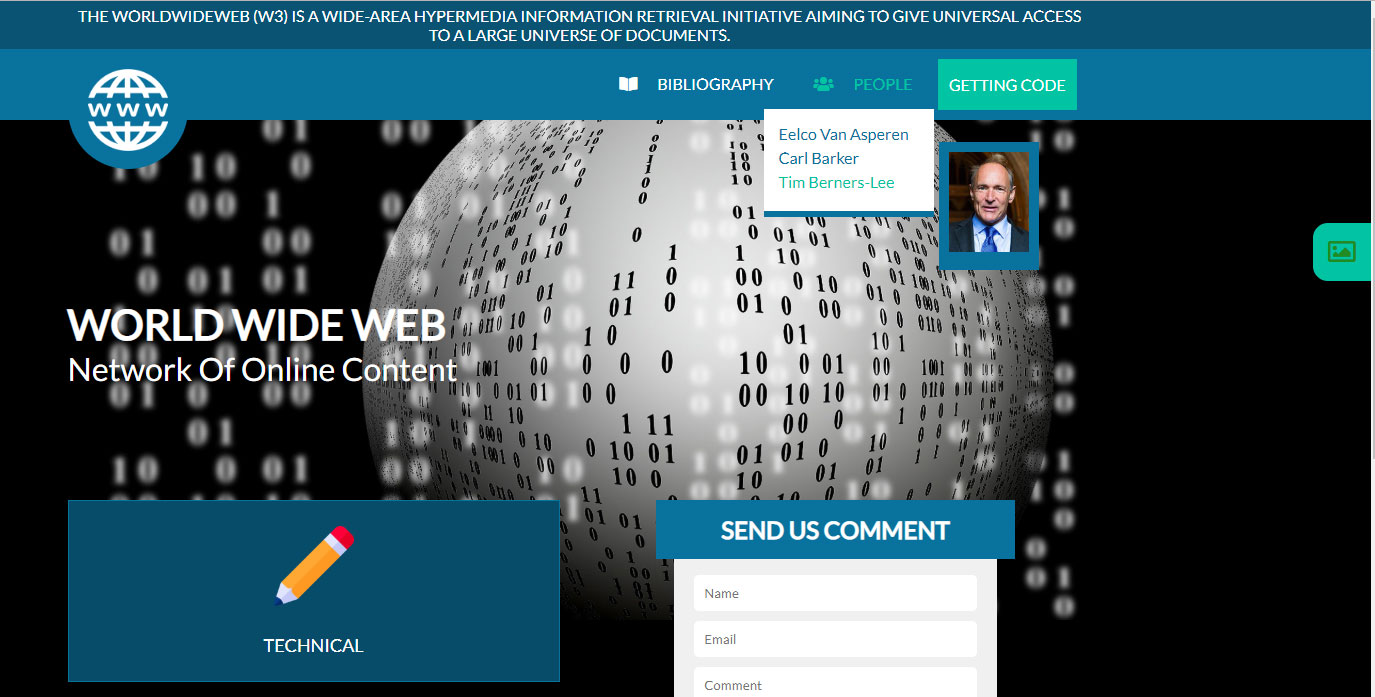 THE WORLDWIDEWEB (W3) IS A WIDE-AREA HYPERMEDIA INFORMATION RETRIEVAL INITIATIVE AIMING TO GIVE UNIVERSAL ACCESS
TO A LARGE UNIVERSE OF DOCUMENTS.
WWW
BIBLIOGRAPHY
PEOPLE
GETTING CODE
Eelco Van Asperen
Carl Barker
Tim Berners-Lee
WORLD WIDE WEB
Network Of Online Content
TECHNICAL
SEND US COMMENT
Name
Email
Comment